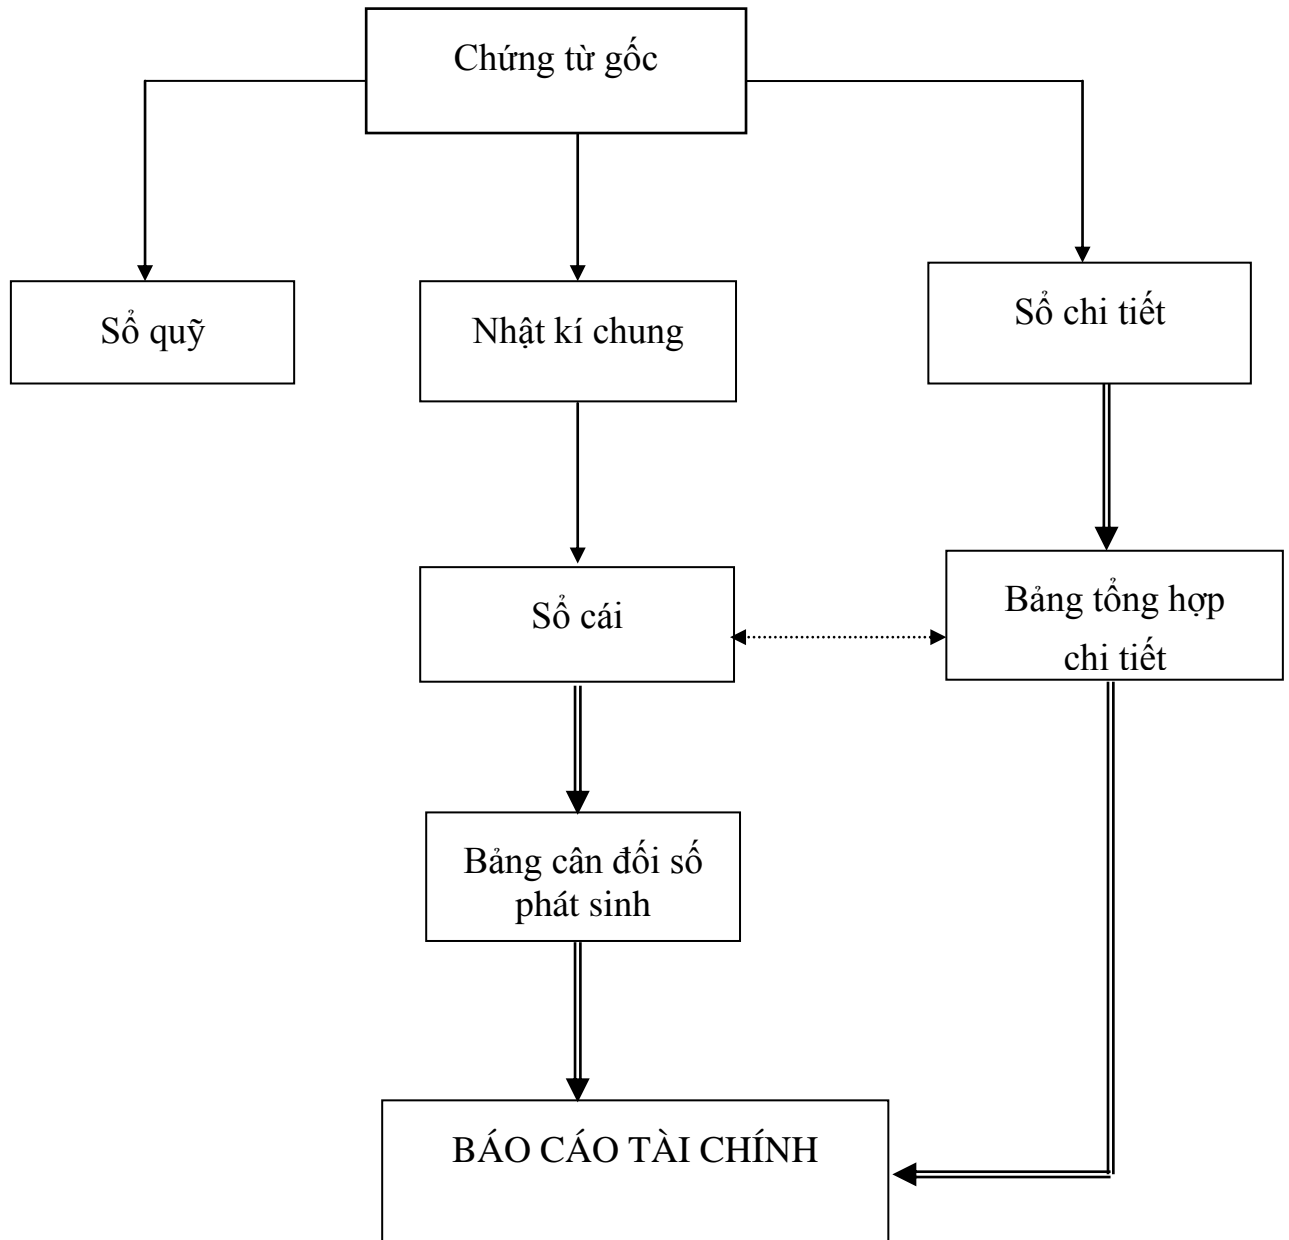 Chứng từ gốc
Sổ quỹ
Nhật kí chung
Sổ chi tiết
Sổ cái
Bảng tổng hợp
chi tiết
Bảng cân đối số
phát sinh
BÁO CÁO TÀI CHÍNH